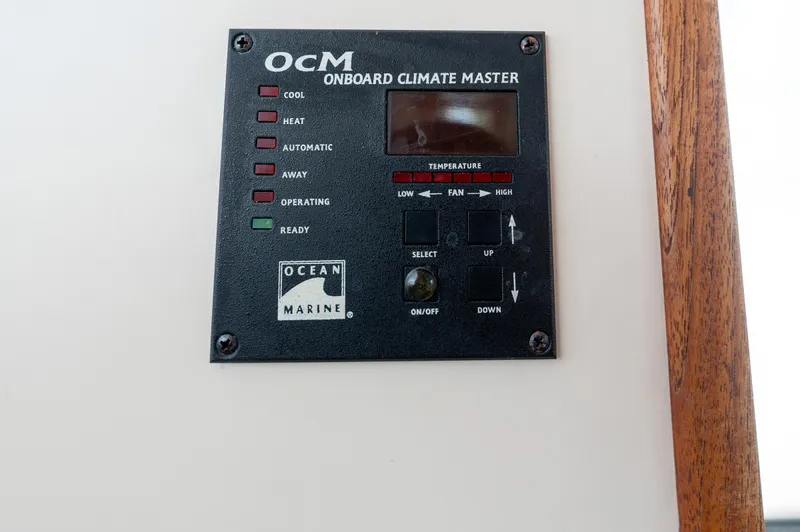 OCM
ONBOARD CLIMATE MASTER
COOL
HEAT
AUTOMATIC
AWAY
OPERATING
READY
TEMPERATURE
LOW FAN HIGH
SELECT UP
ON/OFF DOWN
OCEAN
MARINE ®